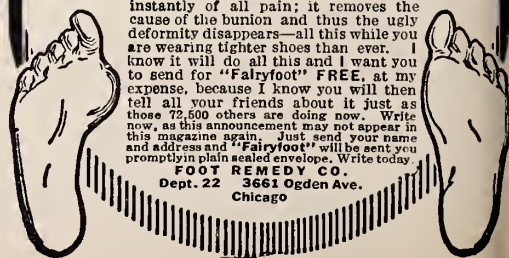 instantly of all pain; it removes the
cause of the bunion and thus the ugly
deformity disappears—all this while you
are wearing tighter shoes than ever. I
know it will do all this and I want you
to send for "Fairyfoot" FREE, at my
expense, because I know you will then
tell all your friends about it just as
those 72,500 others are doing now. Write
now, as this announcement may not appear in
this magazine again. Just send your name
and address and "Fairyfoot" will be sent you
promptly in plain sealed envelope. Write today.
FOOT REMEDY CO.
Dept. 22 3661 Ogden Ave.
Chicago